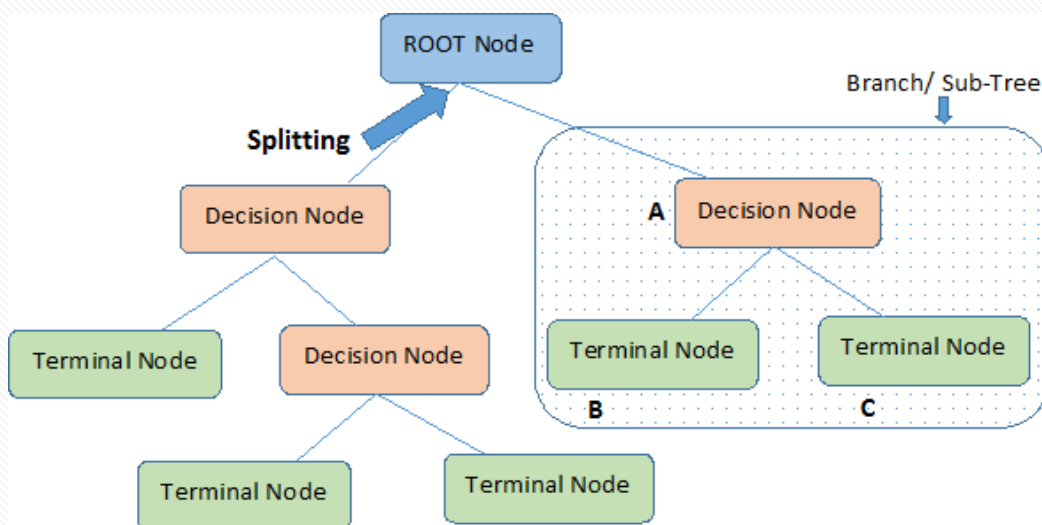 ROOT Node
Branch/ Sub-Tree
Splitting
Decision Node
A
Decision Node
Terminal Node
Decision Node
Terminal Node
Terminal Node
B
C
Terminal Node
Terminal Node